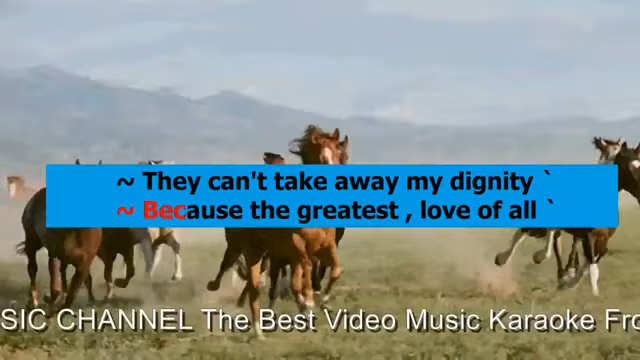 ~ They can't take away my dignity `
~ Because the greatest , love of all `
SIC CHANNEL The Best Video Music Karaoke Fro